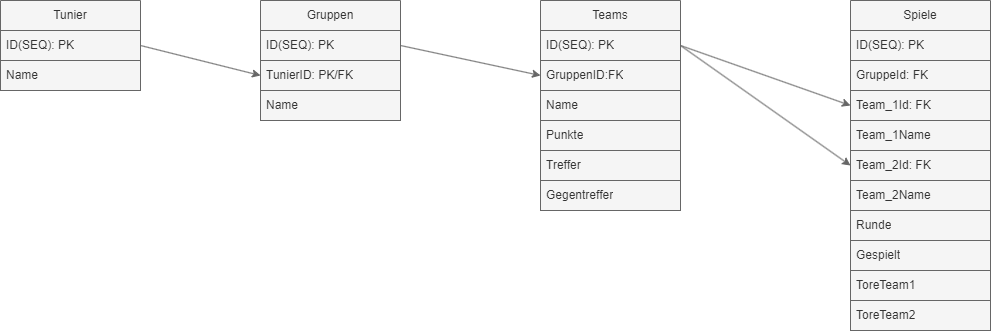 Tunier
ID(SEQ): PK
Name
Gruppen
ID(SEQ): PK
TunierID: PK/FK
Name
Teams
ID(SEQ): PK
GruppenID:FK
Name
Punkte
Treffer
Gegentreffer
Spiele
ID(SEQ): PK
GruppeId: FK
Team_1Id: FK
Team_1Name
Team_2Id: FK
Team_2Name
Runde
Gespielt
ToreTeam1
ToreTeam2